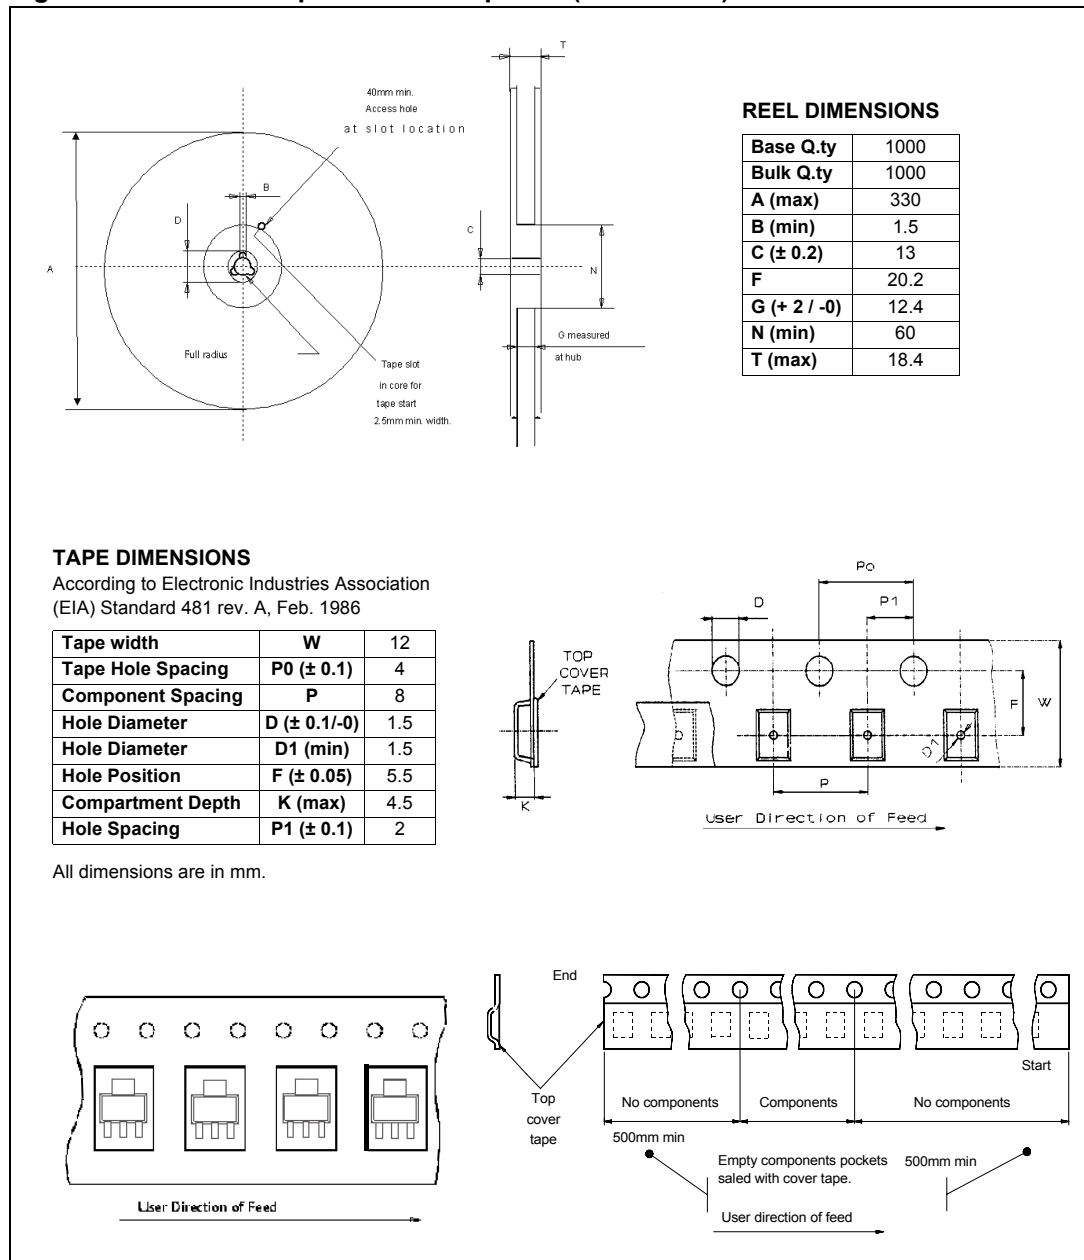 T
40mm min.
Access hole
at slot location
B
D
C
A
N
G measured
at hub
Full radius
Tape slot
in core for
tape start
2.5mm min. width.
REEL DIMENSIONS
Base Q.ty 1000
Bulk Q.ty 1000
A (max) 330
B (min) 1.5
C (± 0.2) 13
F 20.2
G (+ 2 / -0) 12.4
N (min) 60
T (max) 18.4
TAPE DIMENSIONS
According to Electronic Industries Association
(EIA) Standard 481 rev. A, Feb. 1986
Tape width W 12
Tape Hole Spacing P0 (± 0.1) 4
Component Spacing P 8
Hole Diameter D (± 0.1/-0) 1.5
Hole Diameter D1 (min) 1.5
Hole Position F (± 0.05) 5.5
Compartment Depth K (max) 4.5
Hole Spacing P1 (± 0.1) 2
All dimensions are in mm.
TOP
COVER
TAPE
K
Po
D
P1
F
W
D1
P
User Direction of Feed
User Direction of Feed
End
Start
Top
cover
tape
No components
Components
No components
500mm min
Empty components pockets
saled with cover tape.
500mm min
User direction of feed